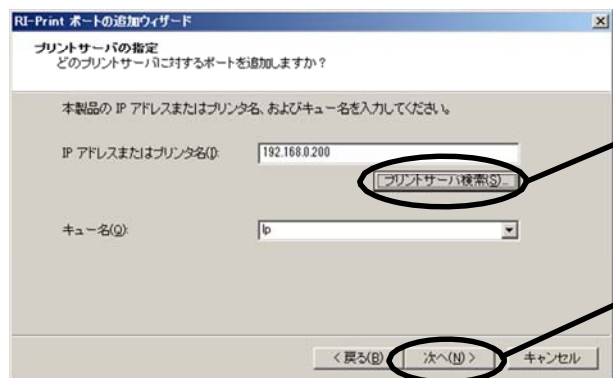 RI-Print ポートの追加ウィザード
プリントサーバの指定
どのプリントサーバに対するポートを追加しますか？
本製品の IP アドレスまたはプリンタ名、およびキュー名を入力してください。
IP アドレスまたはプリンタ名(I):
192.168.0.200
プリントサーバ検索(S)...
キュー名(Q):
lp
< 戻る(B)
次へ(N) >
キャンセル